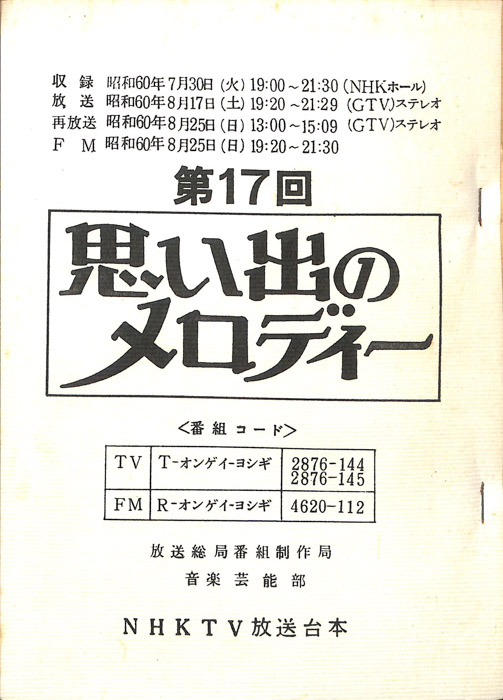 収録 昭和60年7月30日(火)19:00～21:30(NHKホール)
放送 昭和60年8月17日(土)19:20～21:29(GTV)ステレオ
再放送 昭和60年8月25日(日)13:00～15:09(GTV)ステレオ
FM 昭和60年8月25日(日)19:20～21:30
第17回
思い出の
メロディー
<番組コード>
TV T-オンゲイ-ヨシギ 2876-144
2876-145
FM R-オンゲイ-ヨシギ 4620-112
放送総局番組制作局
音楽芸能部
NHKTV放送台本